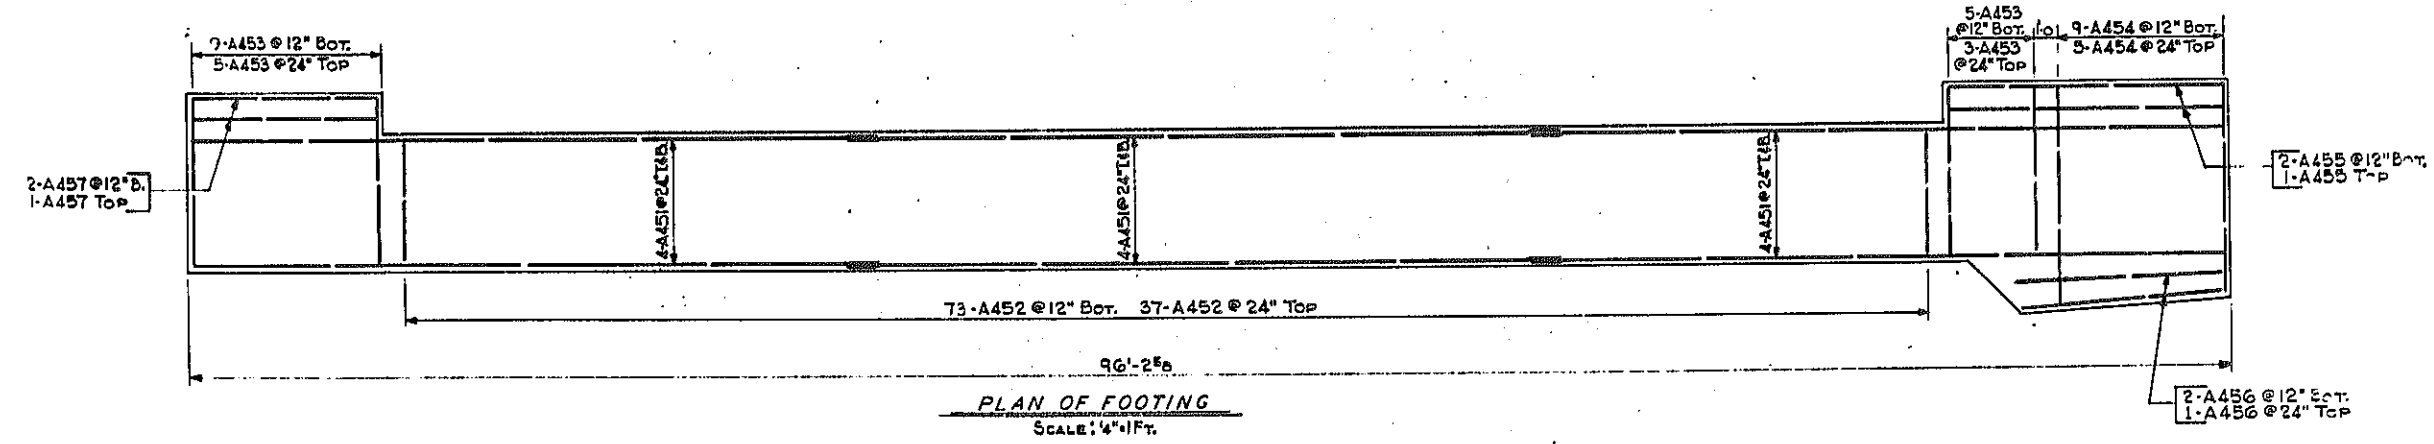 9-A453 @ 12" BOT.
5-A453 @ 24" TOP
5-A453
@12" BOT.
3-A453
@24" TOP
1-0
9-A454 @ 12" BOT.
5-A454 @ 24" TOP
2-A457 @ 12" B.
1-A457 TOP
4-A451 @ 24" T&B.
4-A451 @ 24" T&B.
4-A451 @ 24" T&B.
2-A455 @ 12" BOT.
1-A455 TOP
73-A452 @ 12" BOT. 37-A452 @ 24" TOP
96'-2⅝
2-A456 @ 12" BOT.
1-A456 @ 24" TOP
PLAN OF FOOTING
SCALE: ¼"=1FT.